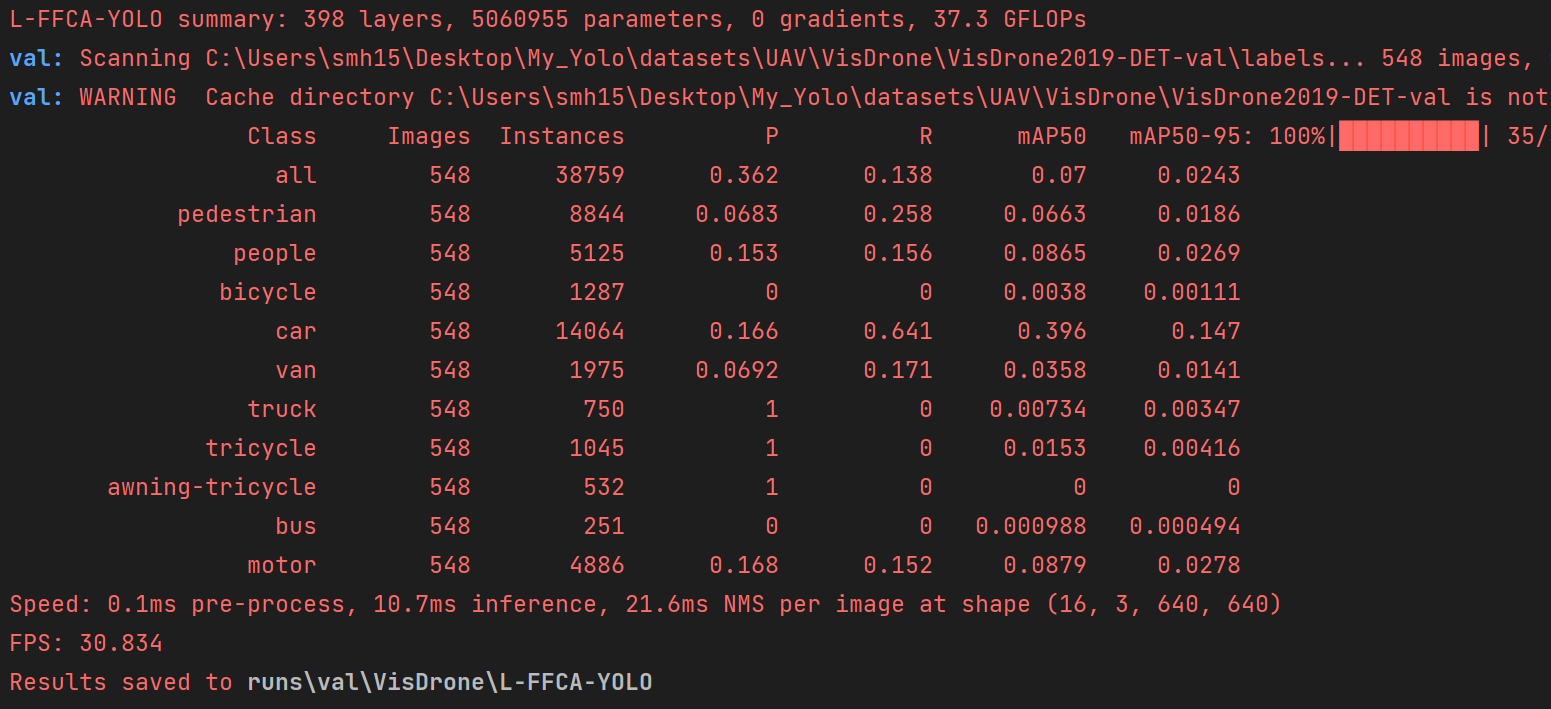 L-FFCA-YOLO summary: 398 layers, 5060955 parameters, 0 gradients, 37.3 GFLOPs
val: Scanning C:\Users\smh15\Desktop\My_Yolo\datasets\UAV\VisDrone\VisDrone2019-DET-val\labels... 548 images,
val: WARNING  Cache directory C:\Users\smh15\Desktop\My_Yolo\datasets\UAV\VisDrone\VisDrone2019-DET-val is not
Class Images Instances P R mAP50 mAP50-95: 100%|██████████| 35/
all 548 38759 0.362 0.138 0.07 0.0243
pedestrian 548 8844 0.0683 0.258 0.0663 0.0186
people 548 5125 0.153 0.156 0.0865 0.0269
bicycle 548 1287 0 0 0.0038 0.00111
car 548 14064 0.166 0.641 0.396 0.147
van 548 1975 0.0692 0.171 0.0358 0.0141
truck 548 750 1 0 0.00734 0.00347
tricycle 548 1045 1 0 0.0153 0.00416
awning-tricycle 548 532 1 0 0 0
bus 548 251 0 0 0.000988 0.000494
motor 548 4886 0.168 0.152 0.0879 0.0278
Speed: 0.1ms pre-process, 10.7ms inference, 21.6ms NMS per image at shape (16, 3, 640, 640)
FPS: 30.834
Results saved to runs\val\VisDrone\L-FFCA-YOLO